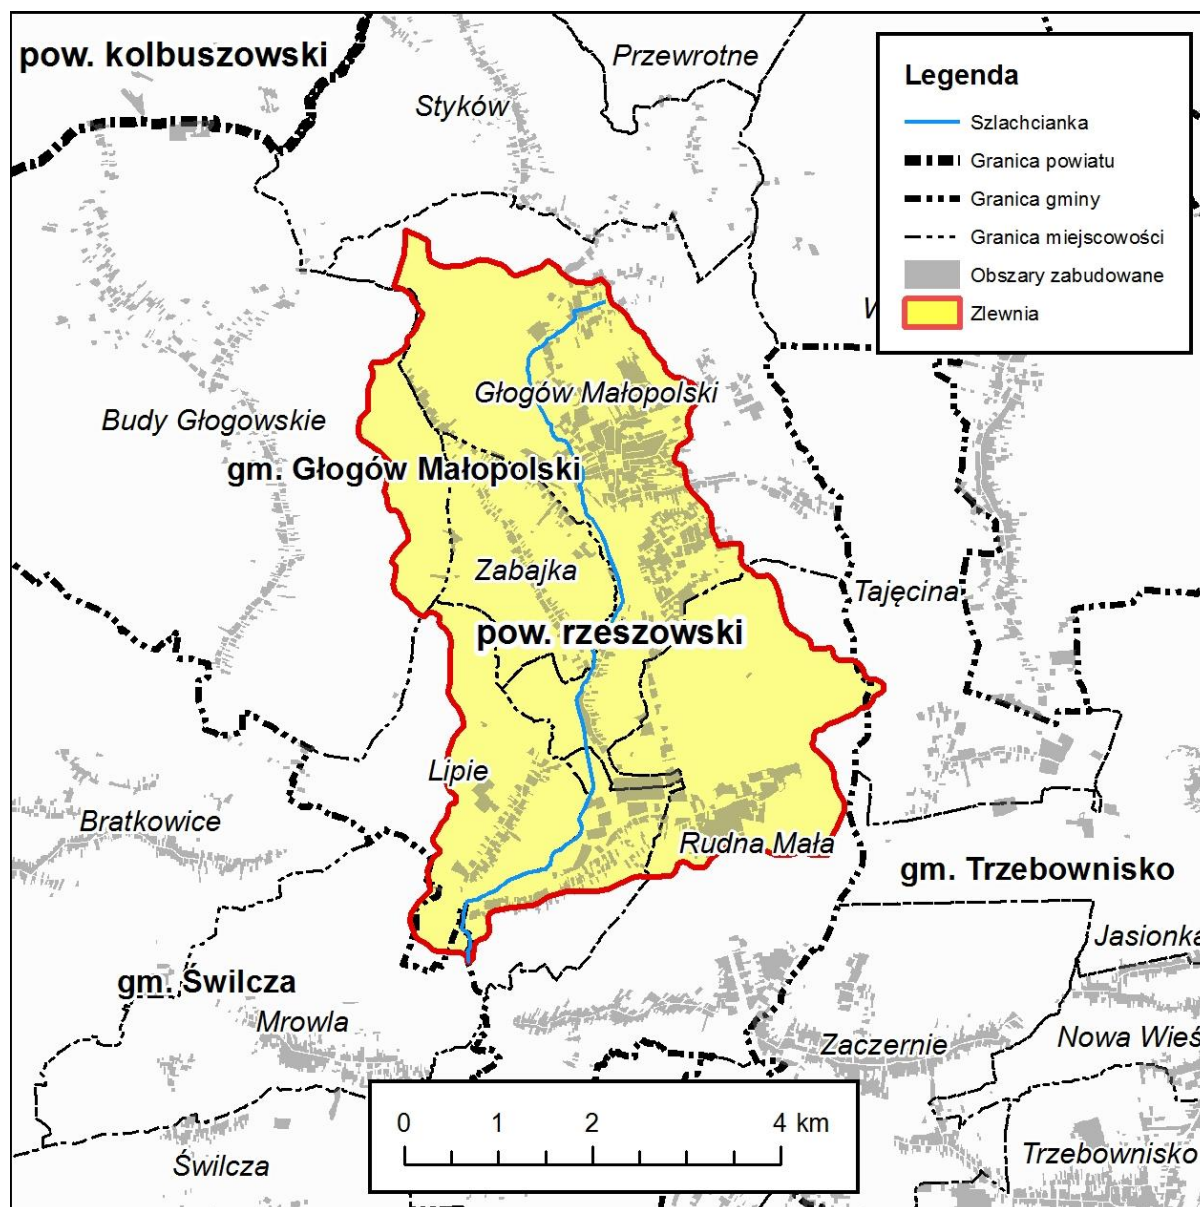 pow. kolbuszowski
Przewrotne
Styków
Legenda
Szlachcianka
Granica powiatu
Granica gminy
Granica miejscowości
Obszary zabudowane
Zlewnia
Głogów Małopolski
Budy Głogowskie
gm. Głogów Małopolski
Zabajka
Tajęcina
pow. rzeszowski
Lipie
Bratkowice
Rudna Mała
gm. Trzebownisko
Jasionka
gm. Świlcza
Mrowla
Zaczernie
Nowa Wieś
0 1 2 4 km
Świlcza
Trzebownisko